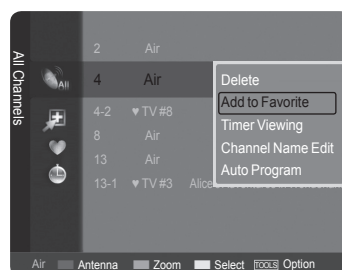 All Channels
2 Air
All
4 Air
4-2 ♥ TV #8
8 Air
13 Air
13-1 ♥ TV #3 Alice
Delete
Add to Favorite
Timer Viewing
Channel Name Edit
Auto Program
Air Antenna Zoom Select TOOLS Option